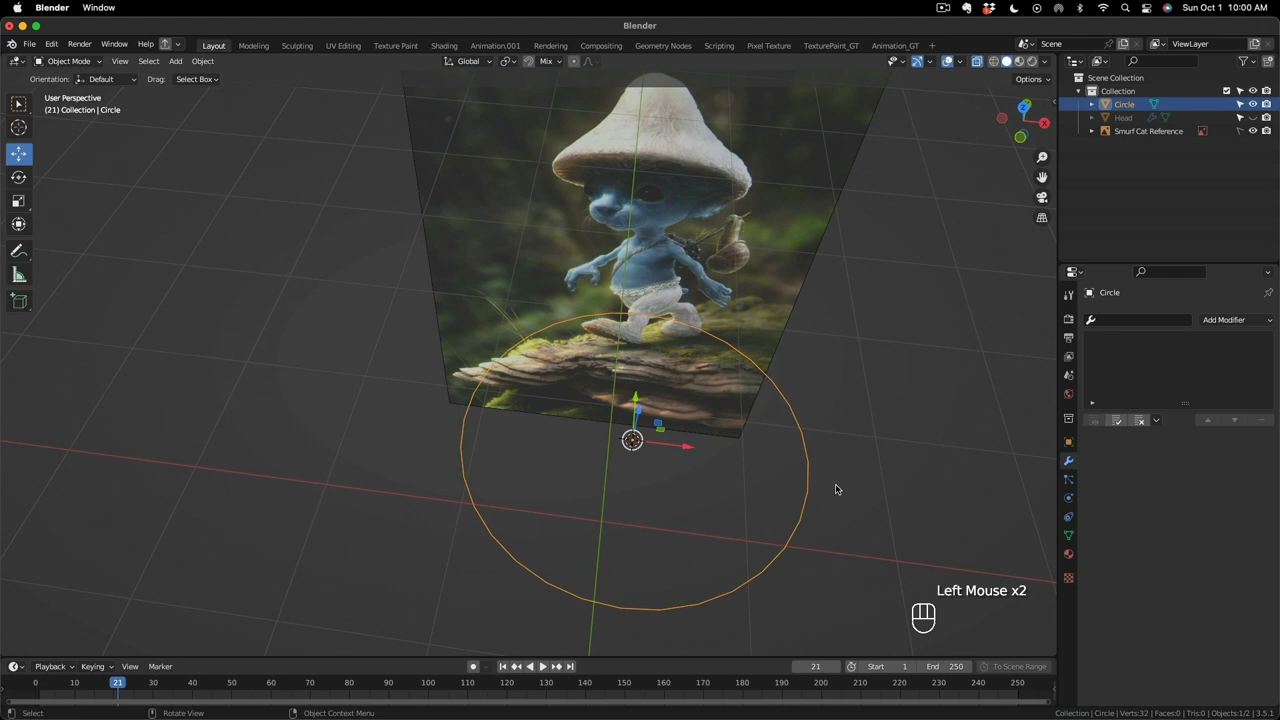 Blender Window
Sun Oct 1 10:00 AM
Blender
File Edit Render Window Help
Layout Modeling Sculpting UV Editing Texture Paint Shading Animation.001 Rendering Compositing Geometry Nodes Scripting Pixel Texture TexturePaint_GT Animation_GT +
Scene
ViewLayer
Object Mode View Select Add Object
Global
Mix
Orientation: Default Drag: Select Box
Options
User Perspective
(21) Collection | Circle
Z
X
Scene Collection
Collection
Circle
Head
Smurf Cat Reference
Circle
Add Modifier
Left Mouse x2
Playback Keying View Marker
21
Start 1
End 250
To Scene Range
0 10 21 30 40 50 60 70 80 90 100 110 120 130 140 150 160 170 180 190 200 210 220 230 240 250
Select
Rotate View
Object Context Menu
Collection | Circle | Verts:32 | Faces:0 | Tris:0 | Objects:1/2 | 3.5.1